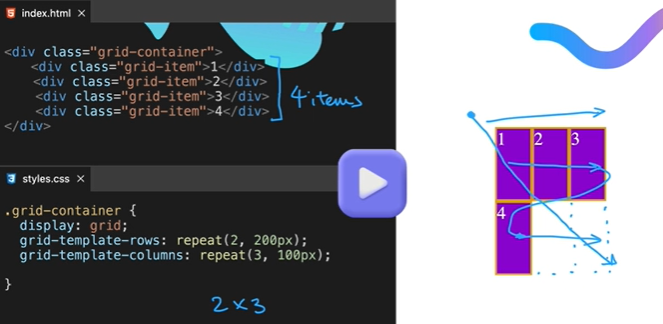 index.html ×
<div class="grid-container">
<div class="grid-item">1</div>
<div class="grid-item">2</div>
<div class="grid-item">3</div>
<div class="grid-item">4</div>
</div>
4 items
styles.css ×
.grid-container {
display: grid;
grid-template-rows: repeat(2, 200px);
grid-template-columns: repeat(3, 100px);
}
2 × 3
1 2 3
4